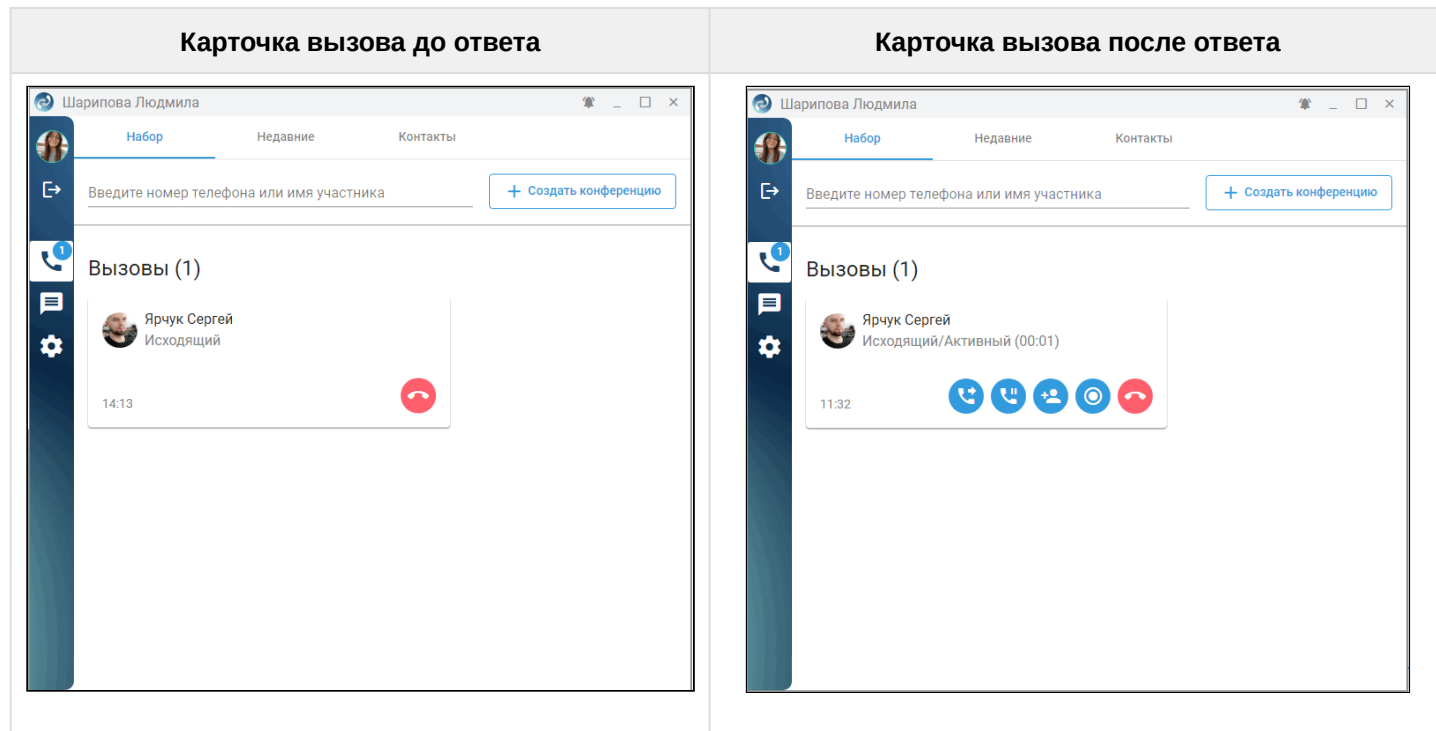 Карточка вызова до ответа
Карточка вызова после ответа
Шарипова Людмила
Набор Недавние Контакты
Введите номер телефона или имя участника + Создать конференцию
1
Вызовы (1)
Ярчук Сергей
Исходящий
14:13
Шарипова Людмила
Набор Недавние Контакты
Введите номер телефона или имя участника + Создать конференцию
1
Вызовы (1)
Ярчук Сергей
Исходящий/Активный (00:01)
11:32